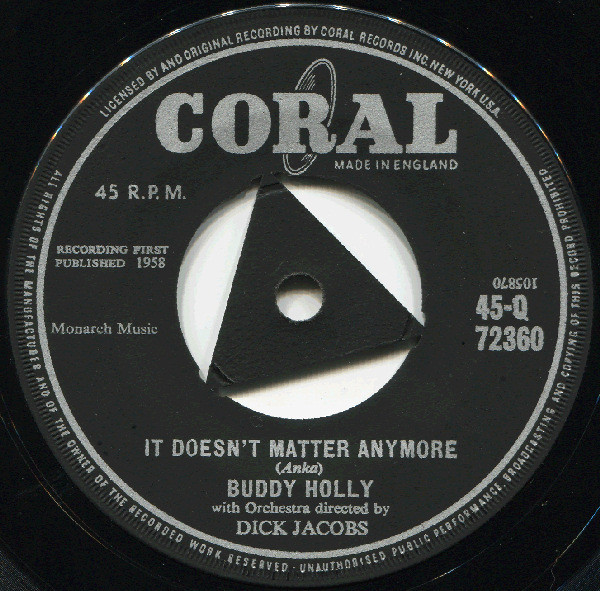 LICENSED BY AND ORIGINAL RECORDING BY CORAL RECORDS INC. NEW YORK U.S.A.
CORAL
MADE IN ENGLAND
45 R.P.M.
RECORDING FIRST
PUBLISHED 1958
Monarch Music
105870
45-Q
72360
IT DOESN'T MATTER ANYMORE
(Anka)
BUDDY HOLLY
with Orchestra directed by
DICK JACOBS
ALL RIGHTS OF THE MANUFACTURER AND OF THE OWNER OF THE RECORDED WORK RESERVED - UNAUTHORISED PUBLIC PERFORMANCE, BROADCASTING AND COPYING OF THIS RECORD PROHIBITED